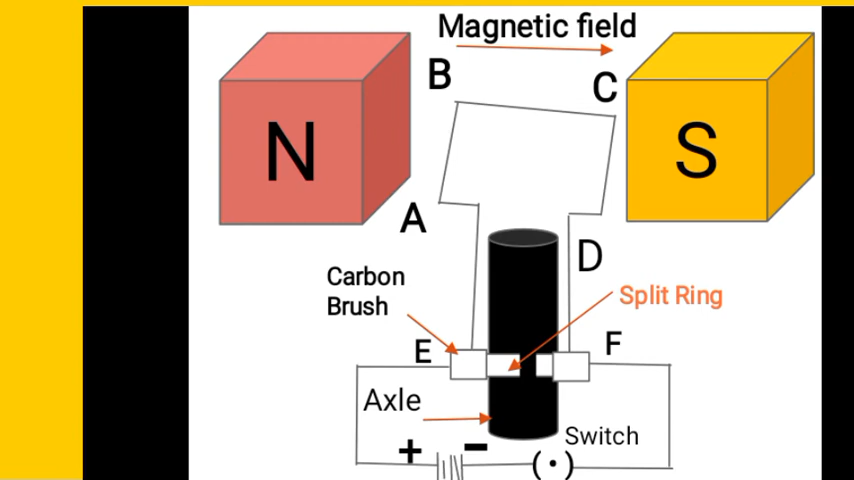 Magnetic field
B
C
N
S
A
D
Carbon
Brush
Split Ring
E
F
Axle
+
−
Switch
(·)